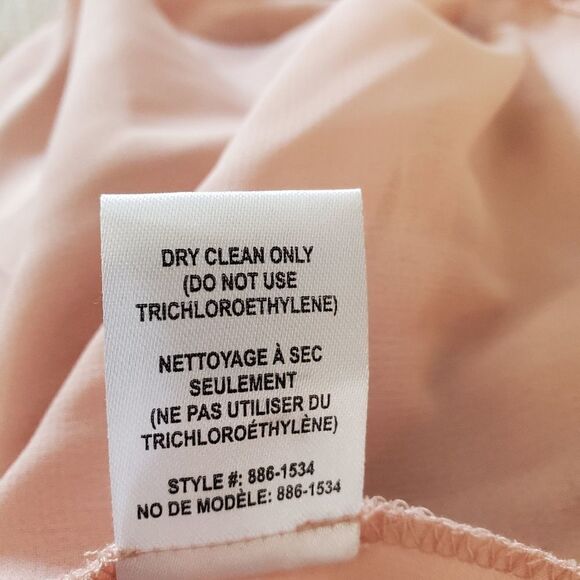 DRY CLEAN ONLY
(DO NOT USE
TRICHLOROETHYLENE)
NETTOYAGE À SEC
SEULEMENT
(NE PAS UTILISER DU
TRICHLOROÉTHYLÈNE)
STYLE #: 886-1534
NO DE MODÈLE: 886-1534